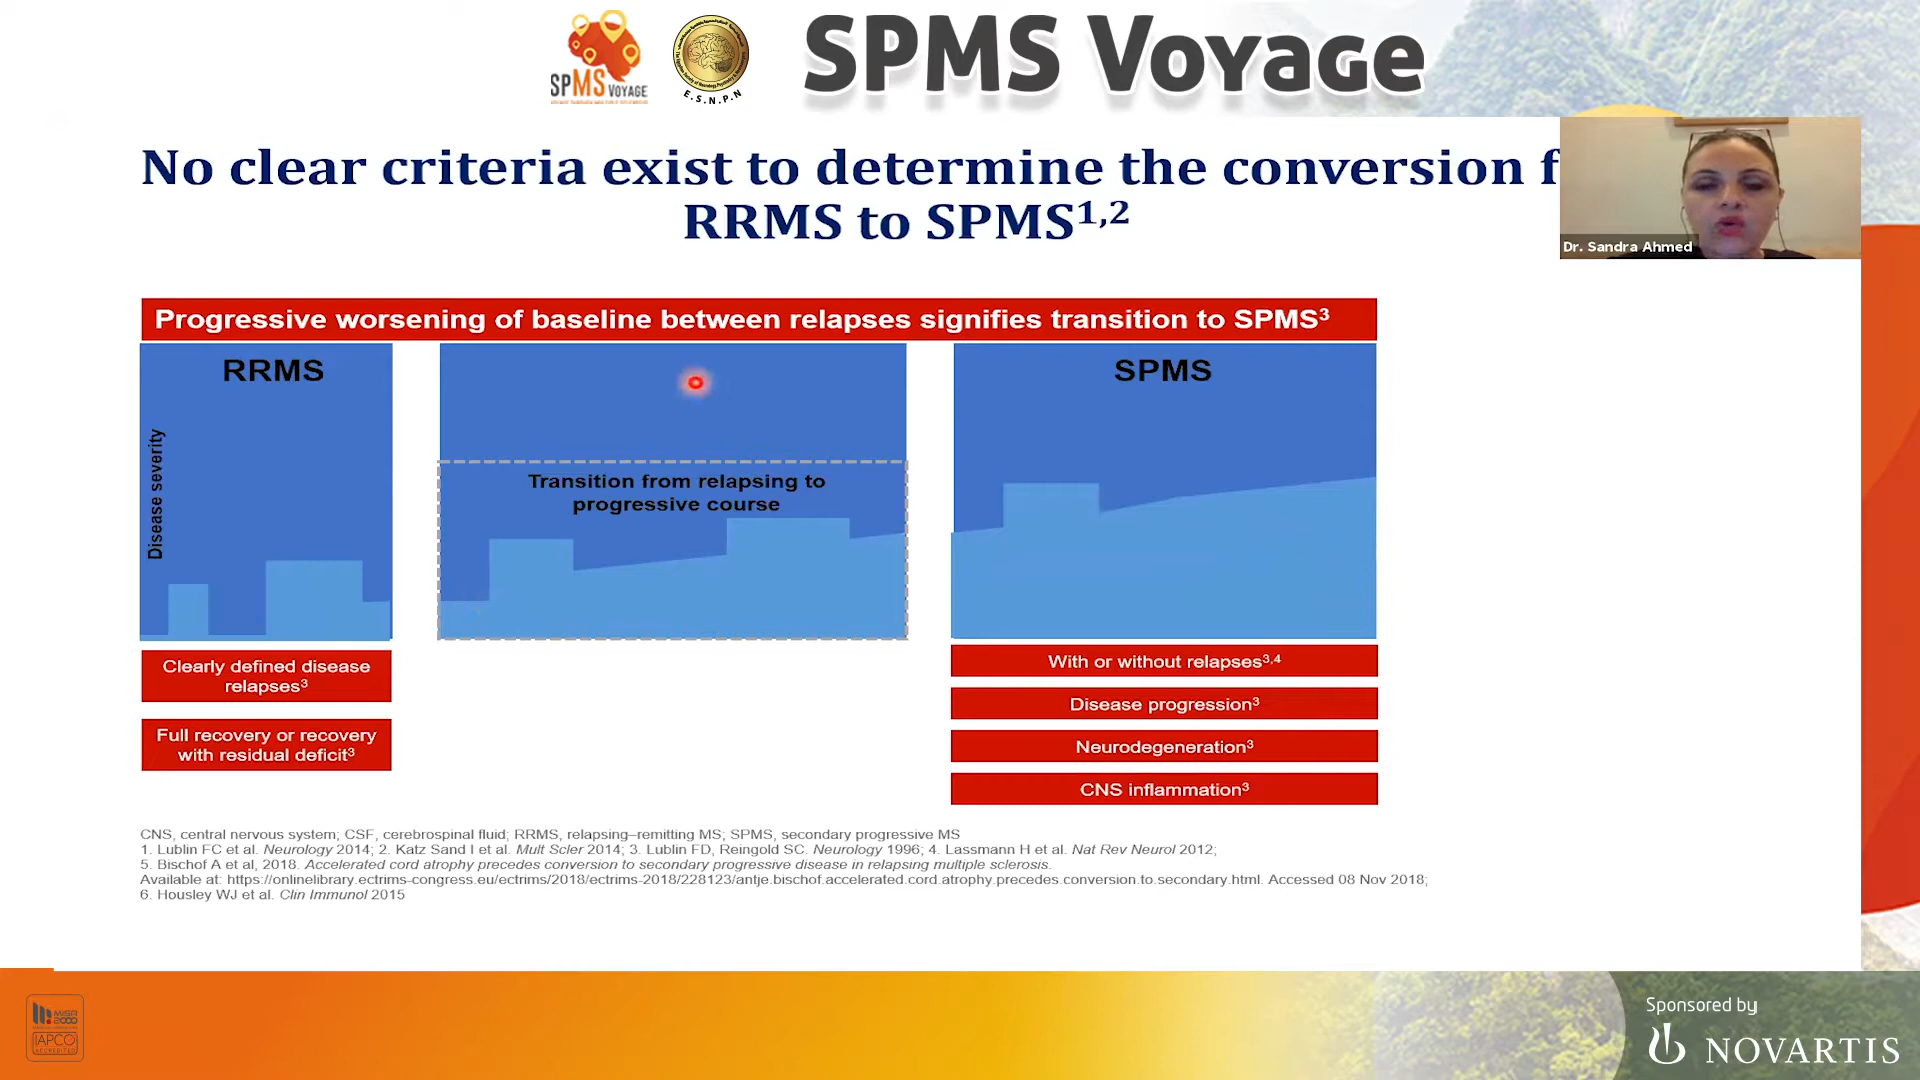 SPMS VOYAGE
E.S.N.P.N
SPMS Voyage
No clear criteria exist to determine the conversion f
RRMS to SPMS1,2
Dr. Sandra Ahmed
Progressive worsening of baseline between relapses signifies transition to SPMS3
RRMS
Disease severity
Transition from relapsing to
progressive course
SPMS
Clearly defined disease
relapses3
Full recovery or recovery
with residual deficit3
With or without relapses3,4
Disease progression3
Neurodegeneration3
CNS inflammation3
CNS, central nervous system; CSF, cerebrospinal fluid; RRMS, relapsing–remitting MS; SPMS, secondary progressive MS
1. Lublin FC et al. Neurology 2014; 2. Katz Sand I et al. Mult Scler 2014; 3. Lublin FD, Reingold SC. Neurology 1996; 4. Lassmann H et al. Nat Rev Neurol 2012;
5. Bischof A et al, 2018. Accelerated cord atrophy precedes conversion to secondary progressive disease in relapsing multiple sclerosis.
Available at: https://onlinelibrary.ectrims-congress.eu/ectrims/2018/ectrims-2018/228123/antje.bischof.accelerated.cord.atrophy.precedes.conversion.to.secondary.html. Accessed 08 Nov 2018;
6. Housley WJ et al. Clin Immunol 2015
MISR
2000
IAPCO
ACCREDITED
Sponsored by
NOVARTIS